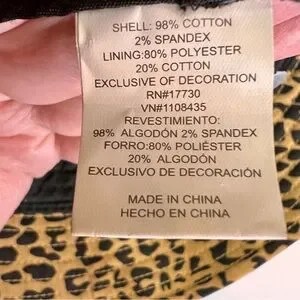 SHELL: 98% COTTON
2% SPANDEX
LINING:80% POLYESTER
20% COTTON
EXCLUSIVE OF DECORATION
RN#17730
VN#1108435
REVESTIMIENTO:
98% ALGODÓN 2% SPANDEX
FORRO:80% POLIÉSTER
20% ALGODÓN
EXCLUSIVO DE DECORACIÓN
MADE IN CHINA
HECHO EN CHINA